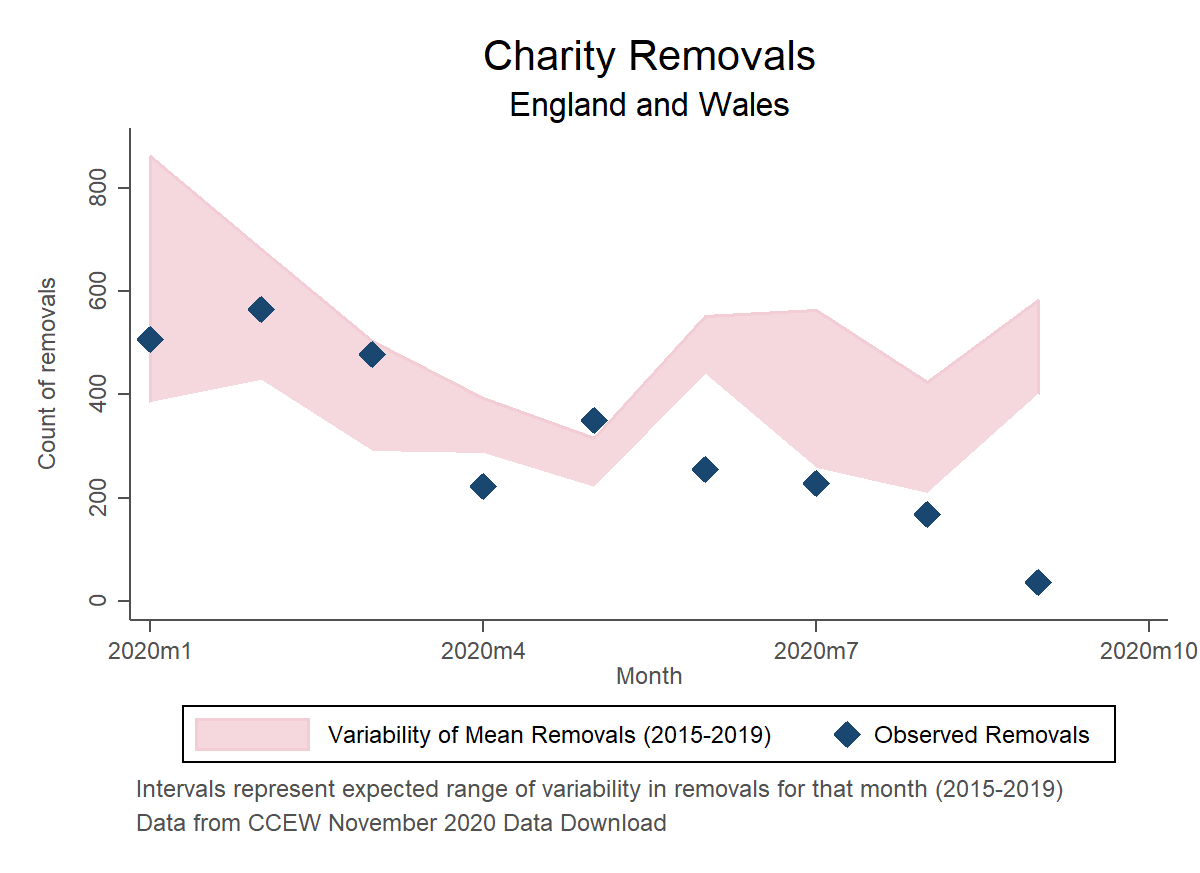 Charity Removals
England and Wales
Count of removals
800
600
400
200
0
2020m1 2020m4 2020m7 2020m10
Month
Variability of Mean Removals (2015-2019) Observed Removals
Intervals represent expected range of variability in removals for that month (2015-2019)
Data from CCEW November 2020 Data Download